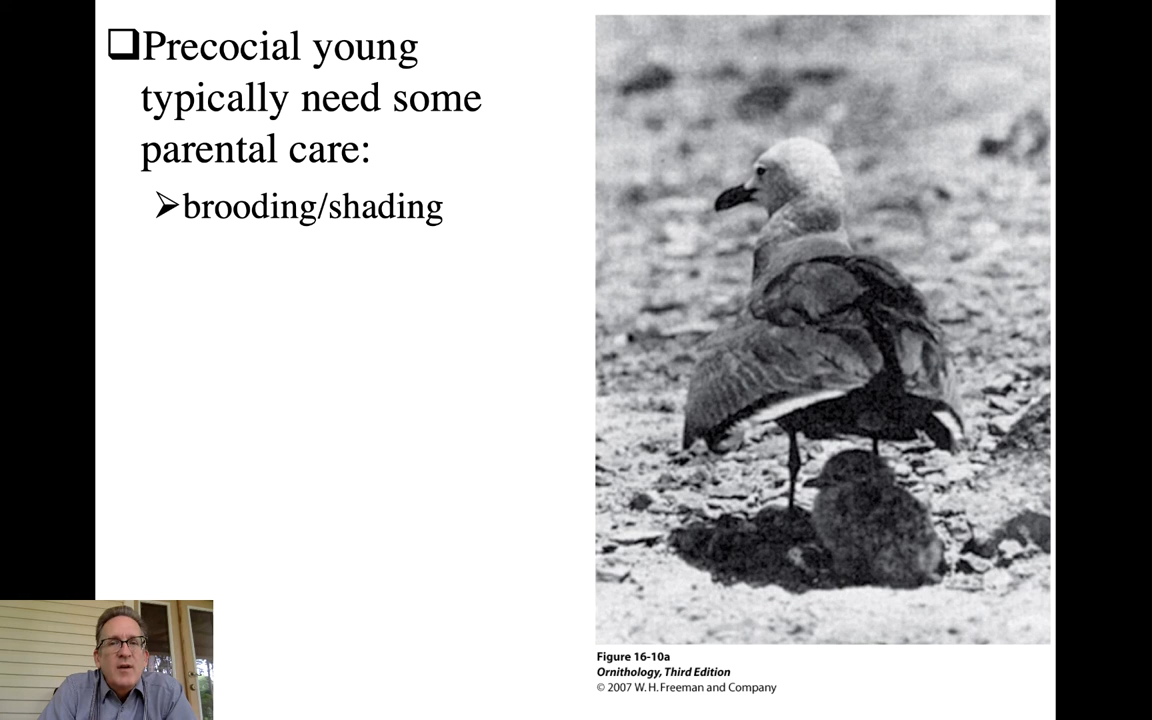 ❑Precocial young
typically need some
parental care:
➢brooding/shading
Figure 16-10a
Ornithology, Third Edition
© 2007 W. H. Freeman and Company